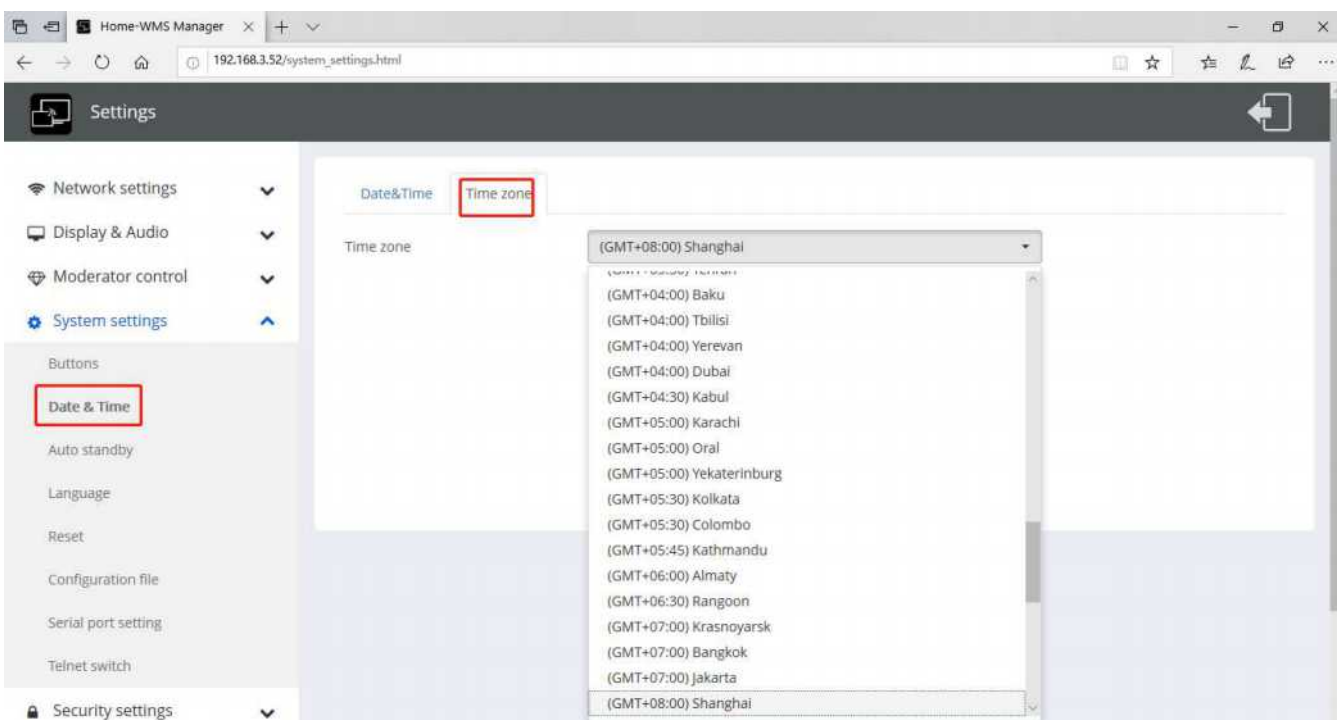 Home-WMS Manager
192.168.3.52/system_settings.html
Settings
Network settings
Display & Audio
Moderator control
System settings
Buttons
Date & Time
Auto standby
Language
Reset
Configuration file
Serial port setting
Telnet switch
Security settings
Date&Time
Time zone
Time zone
(GMT+08:00) Shanghai
(GMT+04:00) Baku
(GMT+04:00) Tbilisi
(GMT+04:00) Yerevan
(GMT+04:00) Dubai
(GMT+04:30) Kabul
(GMT+05:00) Karachi
(GMT+05:00) Oral
(GMT+05:00) Yekaterinburg
(GMT+05:30) Kolkata
(GMT+05:30) Colombo
(GMT+05:45) Kathmandu
(GMT+06:00) Almaty
(GMT+06:30) Rangoon
(GMT+07:00) Krasnoyarsk
(GMT+07:00) Bangkok
(GMT+07:00) Jakarta
(GMT+08:00) Shanghai